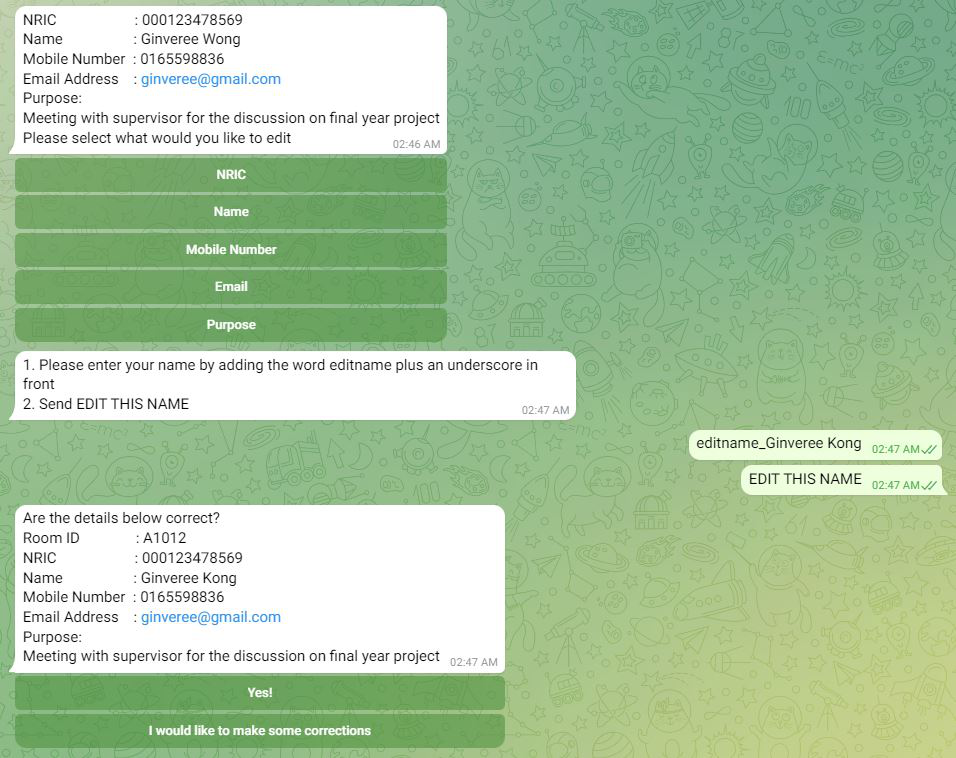 NRIC : 000123478569
Name : Ginveree Wong
Mobile Number : 0165598836
Email Address : ginveree@gmail.com
Purpose:
Meeting with supervisor for the discussion on final year project
Please select what would you like to edit
02:46 AM
NRIC
Name
Mobile Number
Email
Purpose
1. Please enter your name by adding the word editname plus an underscore in
front
2. Send EDIT THIS NAME
02:47 AM
editname_Ginveree Kong 02:47 AM
EDIT THIS NAME 02:47 AM
Are the details below correct?
Room ID : A1012
NRIC : 000123478569
Name : Ginveree Kong
Mobile Number : 0165598836
Email Address : ginveree@gmail.com
Purpose:
Meeting with supervisor for the discussion on final year project 02:47 AM
Yes!
I would like to make some corrections